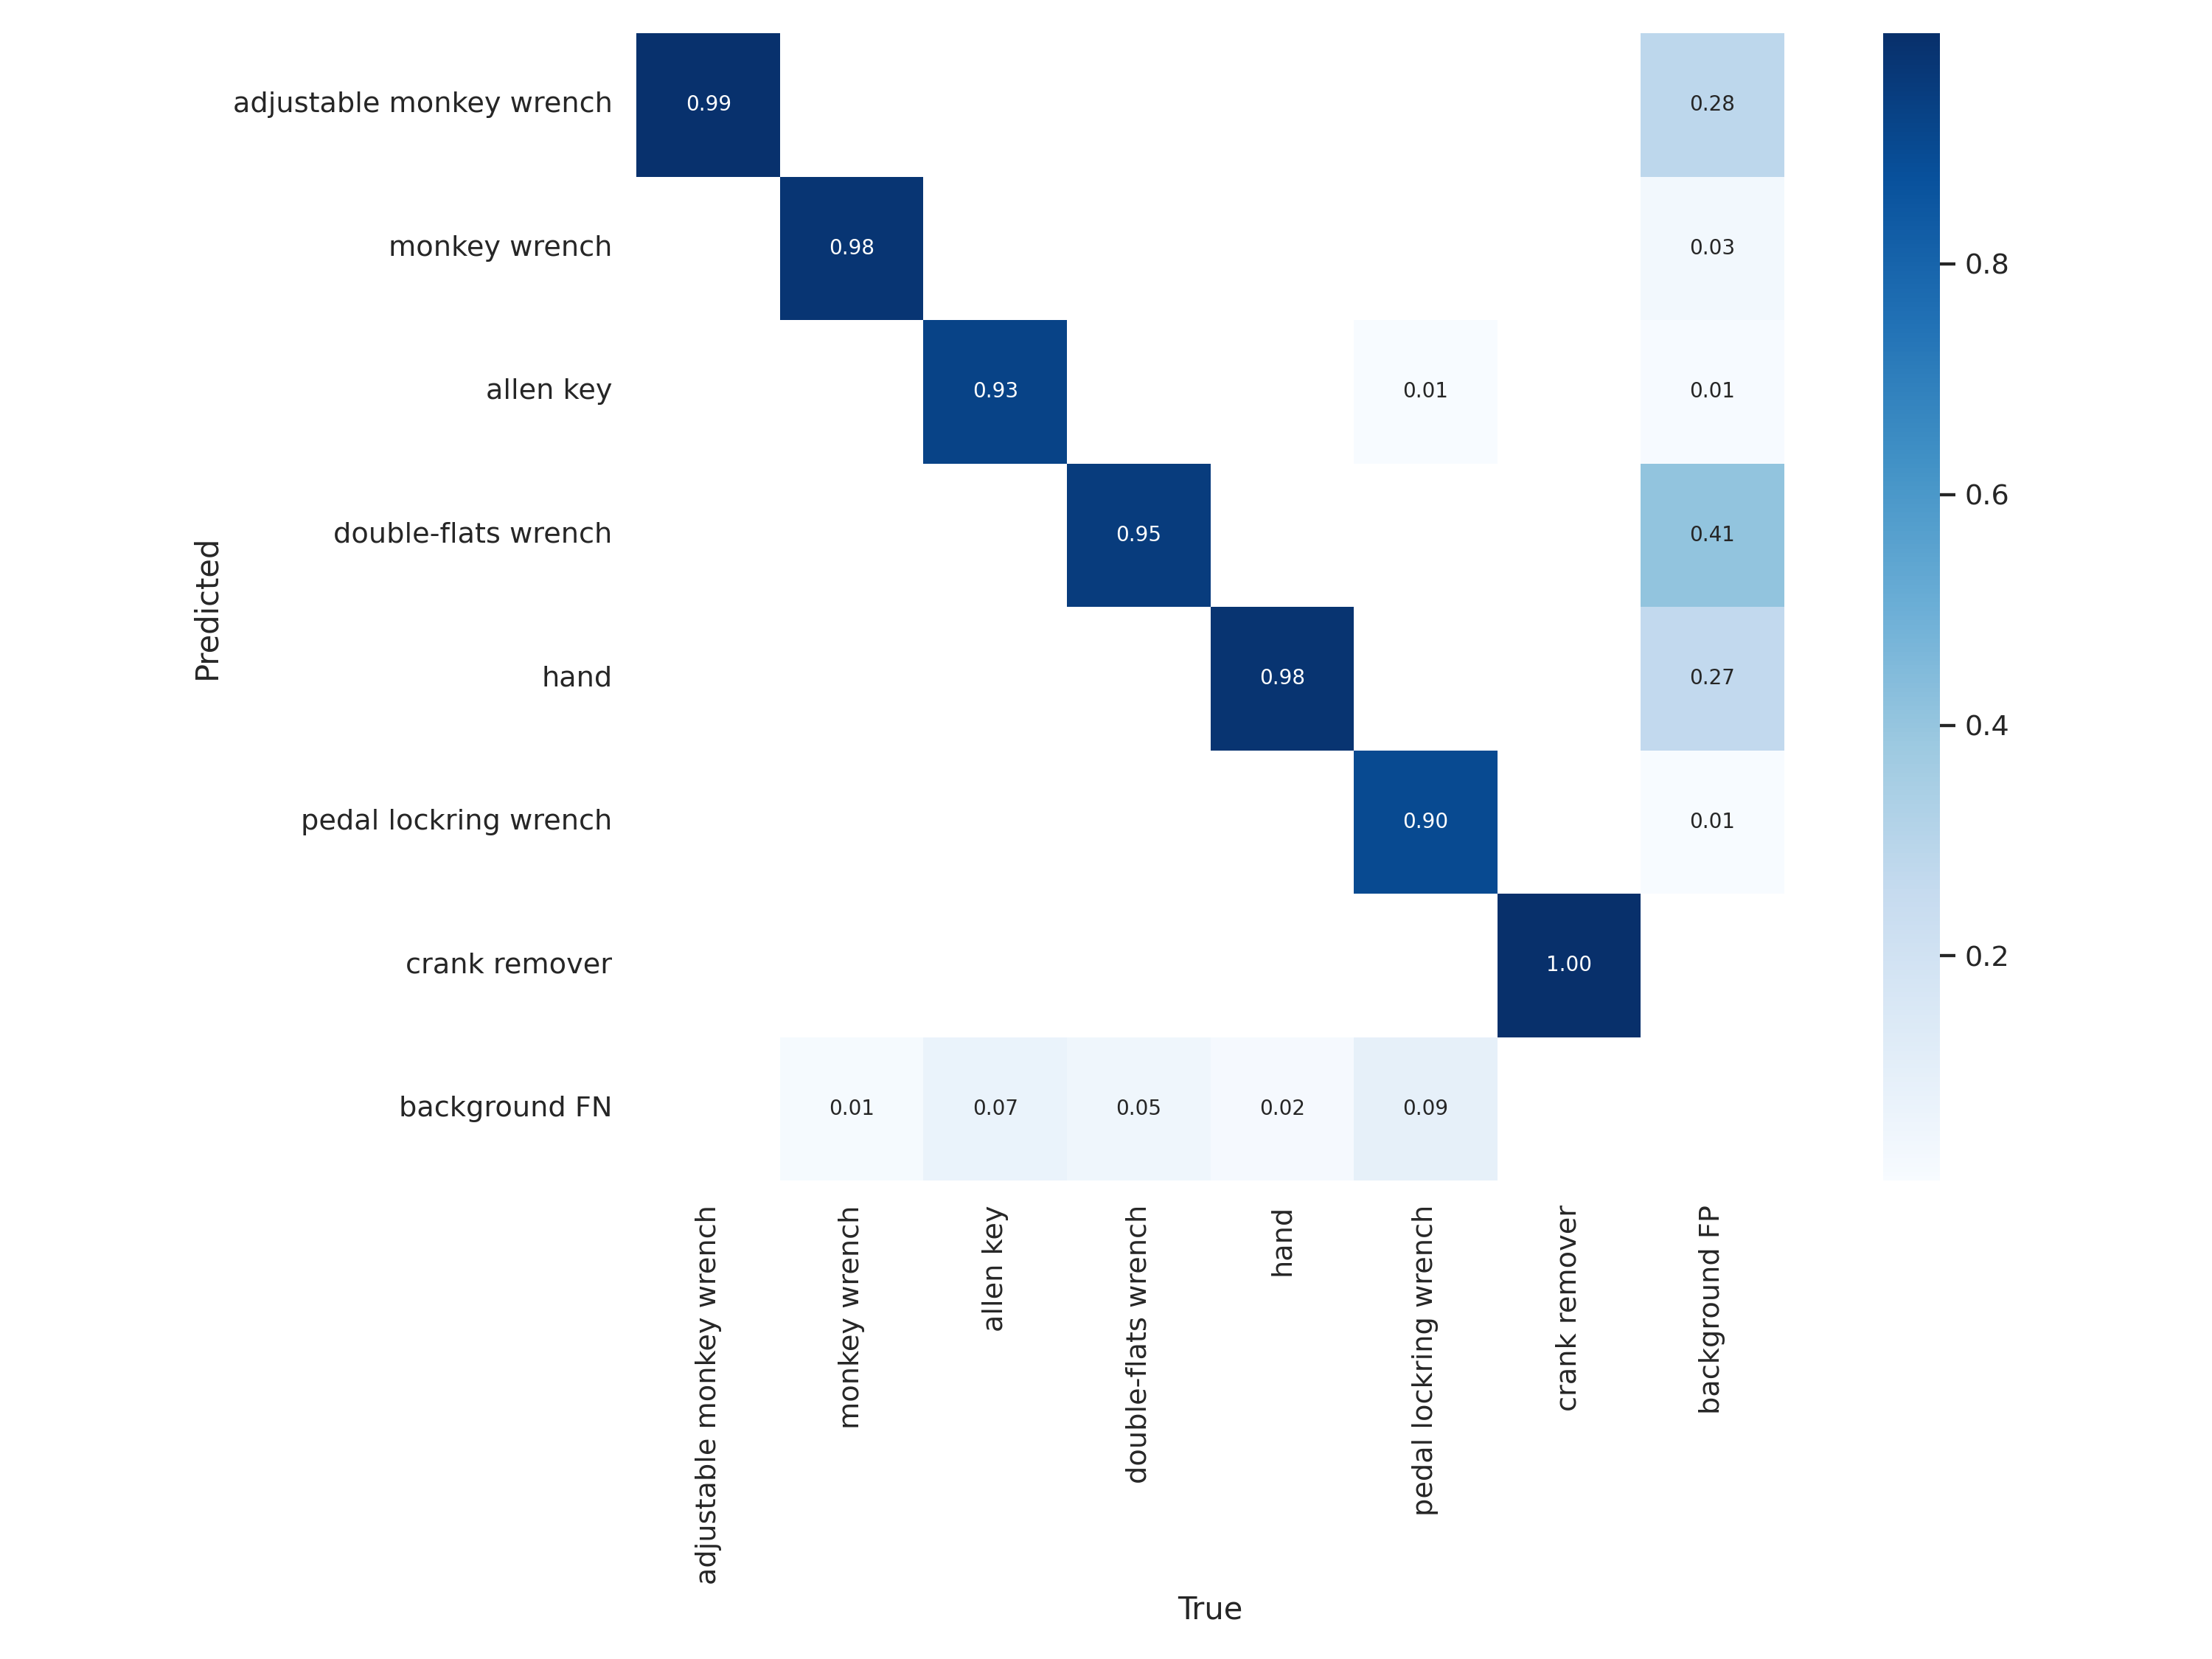 adjustable monkey wrench 0.99 0.28
monkey wrench 0.98 0.03
allen key 0.93 0.01 0.01
double-flats wrench 0.95 0.41
hand 0.98 0.27
pedal lockring wrench 0.90 0.01
crank remover 1.00
background FN 0.01 0.07 0.05 0.02 0.09
Predicted
adjustable monkey wrench
monkey wrench
allen key
double-flats wrench
hand
pedal lockring wrench
crank remover
background FP
True
0.8
0.6
0.4
0.2